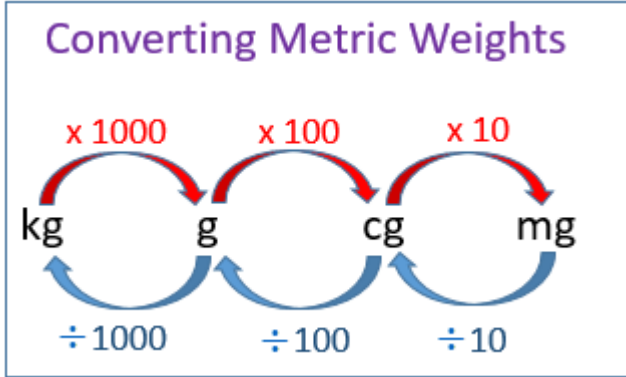 Converting Metric Weights
x 1000 x 100 x 10
kg g cg mg
÷1000 ÷100 ÷10